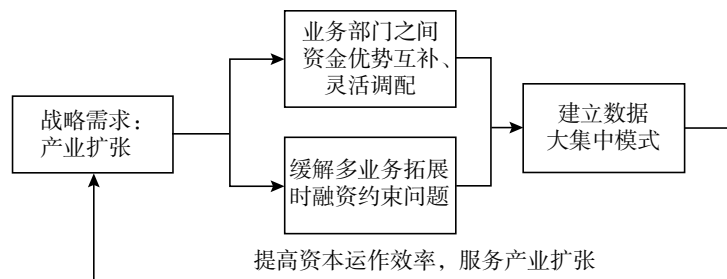 战略需求：
产业扩张
业务部门之间
资金优势互补、
灵活调配
缓解多业务拓展
时融资约束问题
建立数据
大集中模式
提高资本运作效率，服务产业扩张